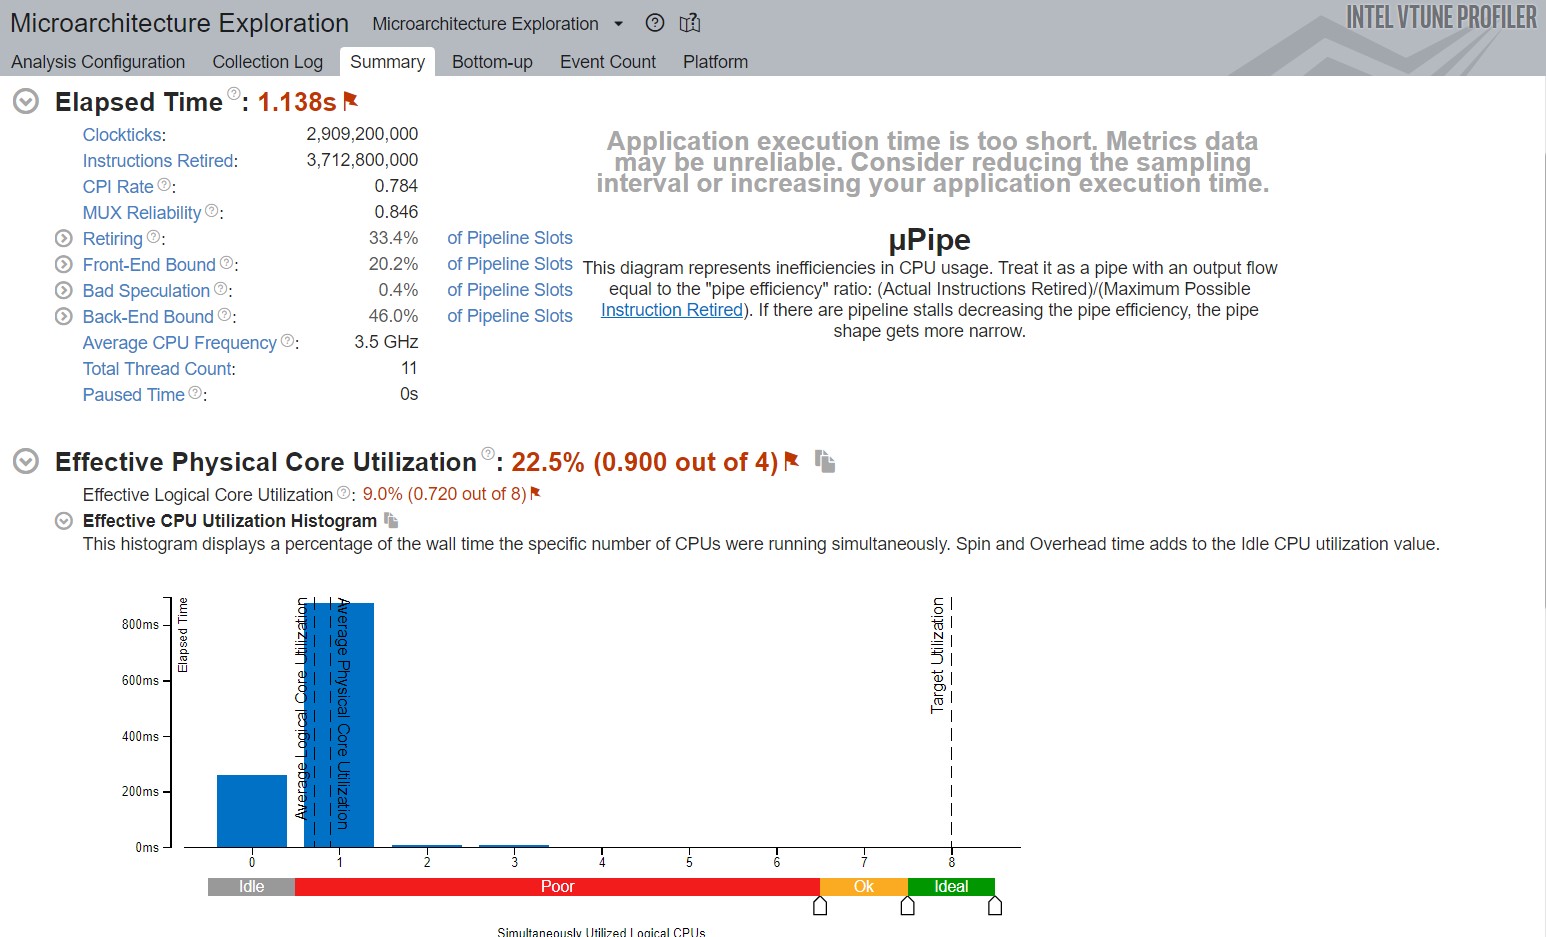 Microarchitecture Exploration Microarchitecture Exploration
INTEL VTUNE PROFILER
Analysis Configuration Collection Log Summary Bottom-up Event Count Platform
Elapsed Time ?: 1.138s
Clockticks: 2,909,200,000
Instructions Retired: 3,712,800,000
CPI Rate ?: 0.784
MUX Reliability ?: 0.846
Retiring ?: 33.4% of Pipeline Slots
Front-End Bound ?: 20.2% of Pipeline Slots
Bad Speculation ?: 0.4% of Pipeline Slots
Back-End Bound ?: 46.0% of Pipeline Slots
Average CPU Frequency ?: 3.5 GHz
Total Thread Count: 11
Paused Time ?: 0s
Application execution time is too short. Metrics data
may be unreliable. Consider reducing the sampling
interval or increasing your application execution time.
µPipe
This diagram represents inefficiencies in CPU usage. Treat it as a pipe with an output flow
equal to the "pipe efficiency" ratio: (Actual Instructions Retired)/(Maximum Possible
Instruction Retired). If there are pipeline stalls decreasing the pipe efficiency, the pipe
shape gets more narrow.
Effective Physical Core Utilization ?: 22.5% (0.900 out of 4)
Effective Logical Core Utilization ?: 9.0% (0.720 out of 8)
Effective CPU Utilization Histogram
This histogram displays a percentage of the wall time the specific number of CPUs were running simultaneously. Spin and Overhead time adds to the Idle CPU utilization value.
Elapsed Time
800ms
600ms
400ms
200ms
0ms
Average Logical Core Utilization
Average Physical Core Utilization
Target Utilization
0 1 2 3 4 5 6 7 8
Idle Poor Ok Ideal
Simultaneously Utilized Logical CPUs